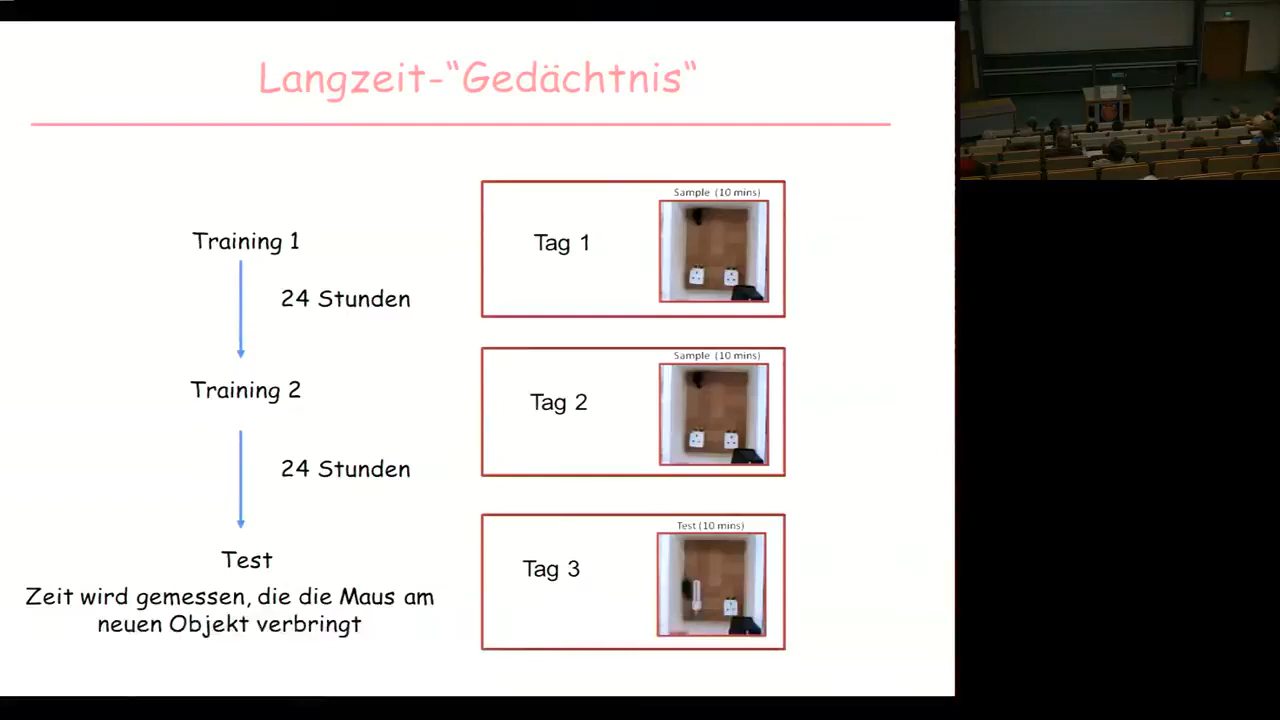 Langzeit-“Gedächtnis“
Training 1
24 Stunden
Training 2
24 Stunden
Test
Zeit wird gemessen, die die Maus am
neuen Objekt verbringt
Sample (10 mins)
Tag 1
Sample (10 mins)
Tag 2
Test (10 mins)
Tag 3